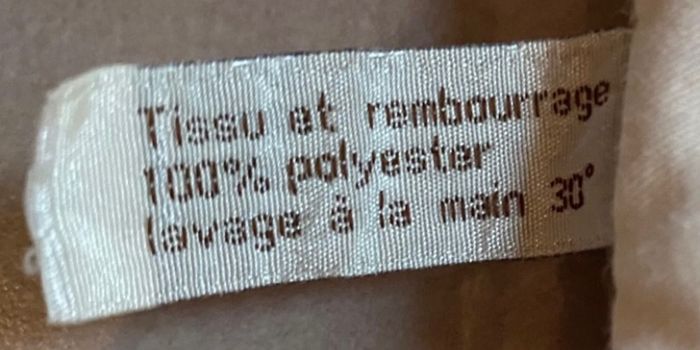 Tissu et rembourrage
100% polyester
lavage à la main 30°